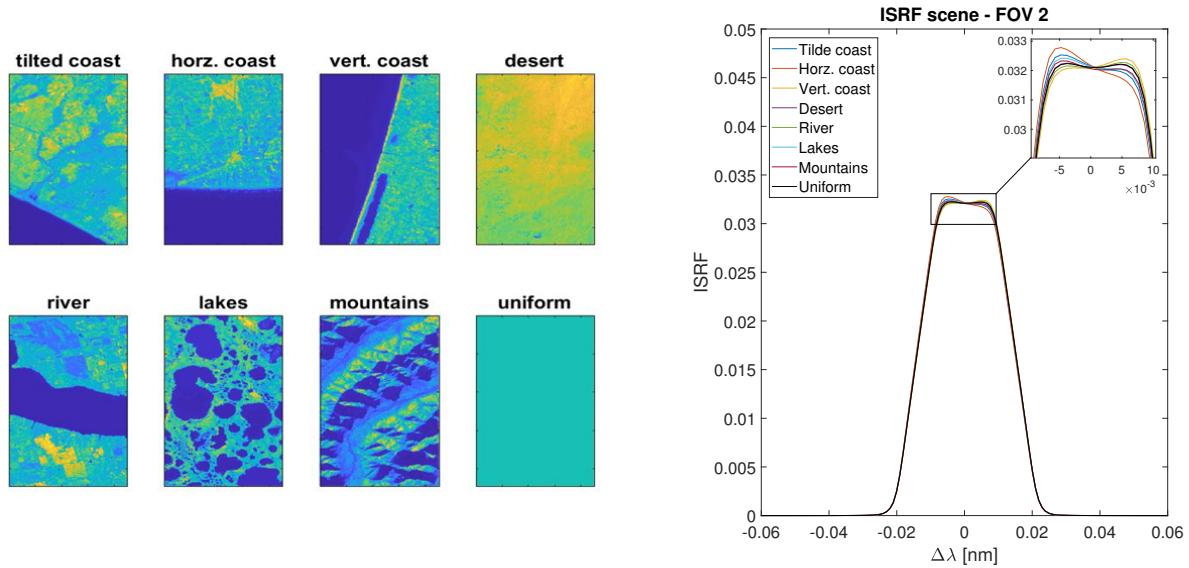 tilted coast horz. coast vert. coast desert
river lakes mountains uniform
ISRF scene - FOV 2
0.05
0.045
0.04
0.035
0.03
0.025
0.02
0.015
0.01
0.005
0
ISRF
Tilde coast
Horz. coast
Vert. coast
Desert
River
Lakes
Mountains
Uniform
0.033
0.032
0.031
0.03
-5 0 5 10
×10⁻³
-0.06 -0.04 -0.02 0 0.02 0.04 0.06
Δλ [nm]